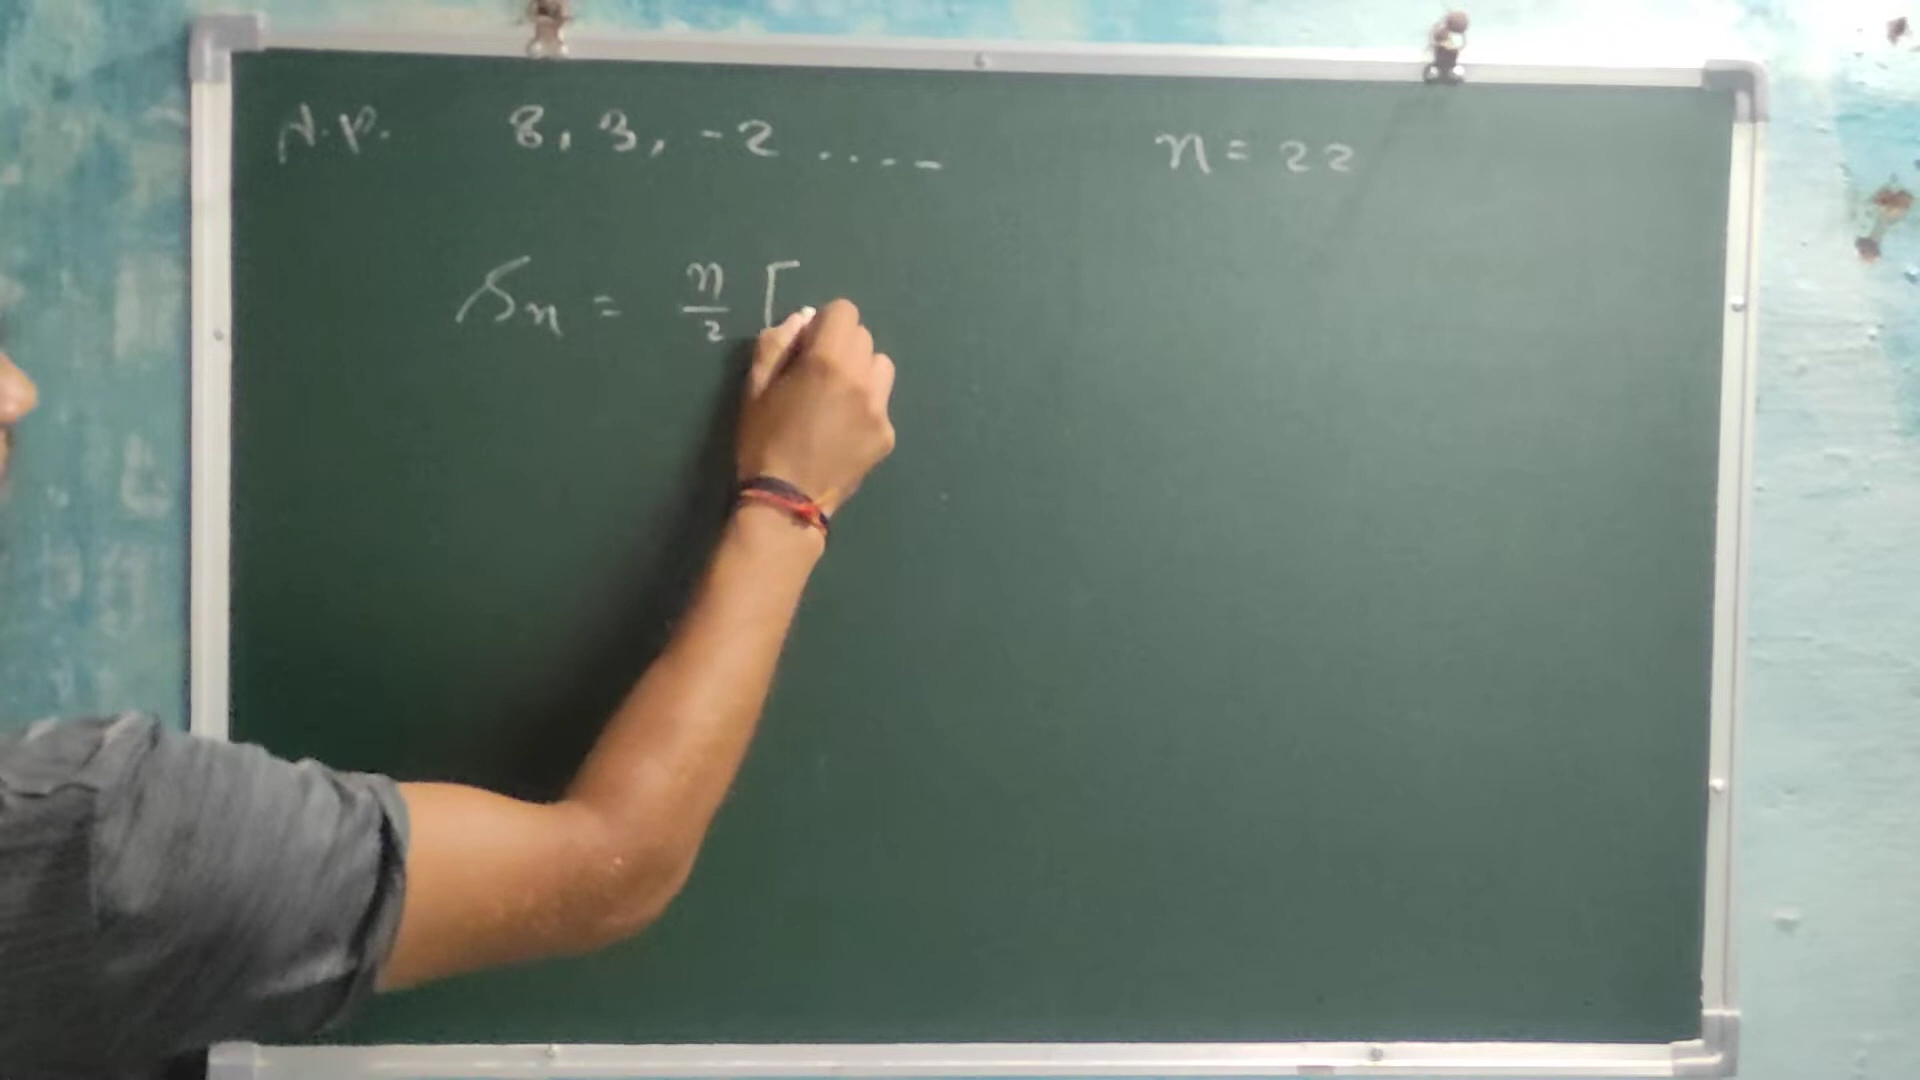 A.P. 8, 3, -2 ..... n = 22
Sn = n/2 [